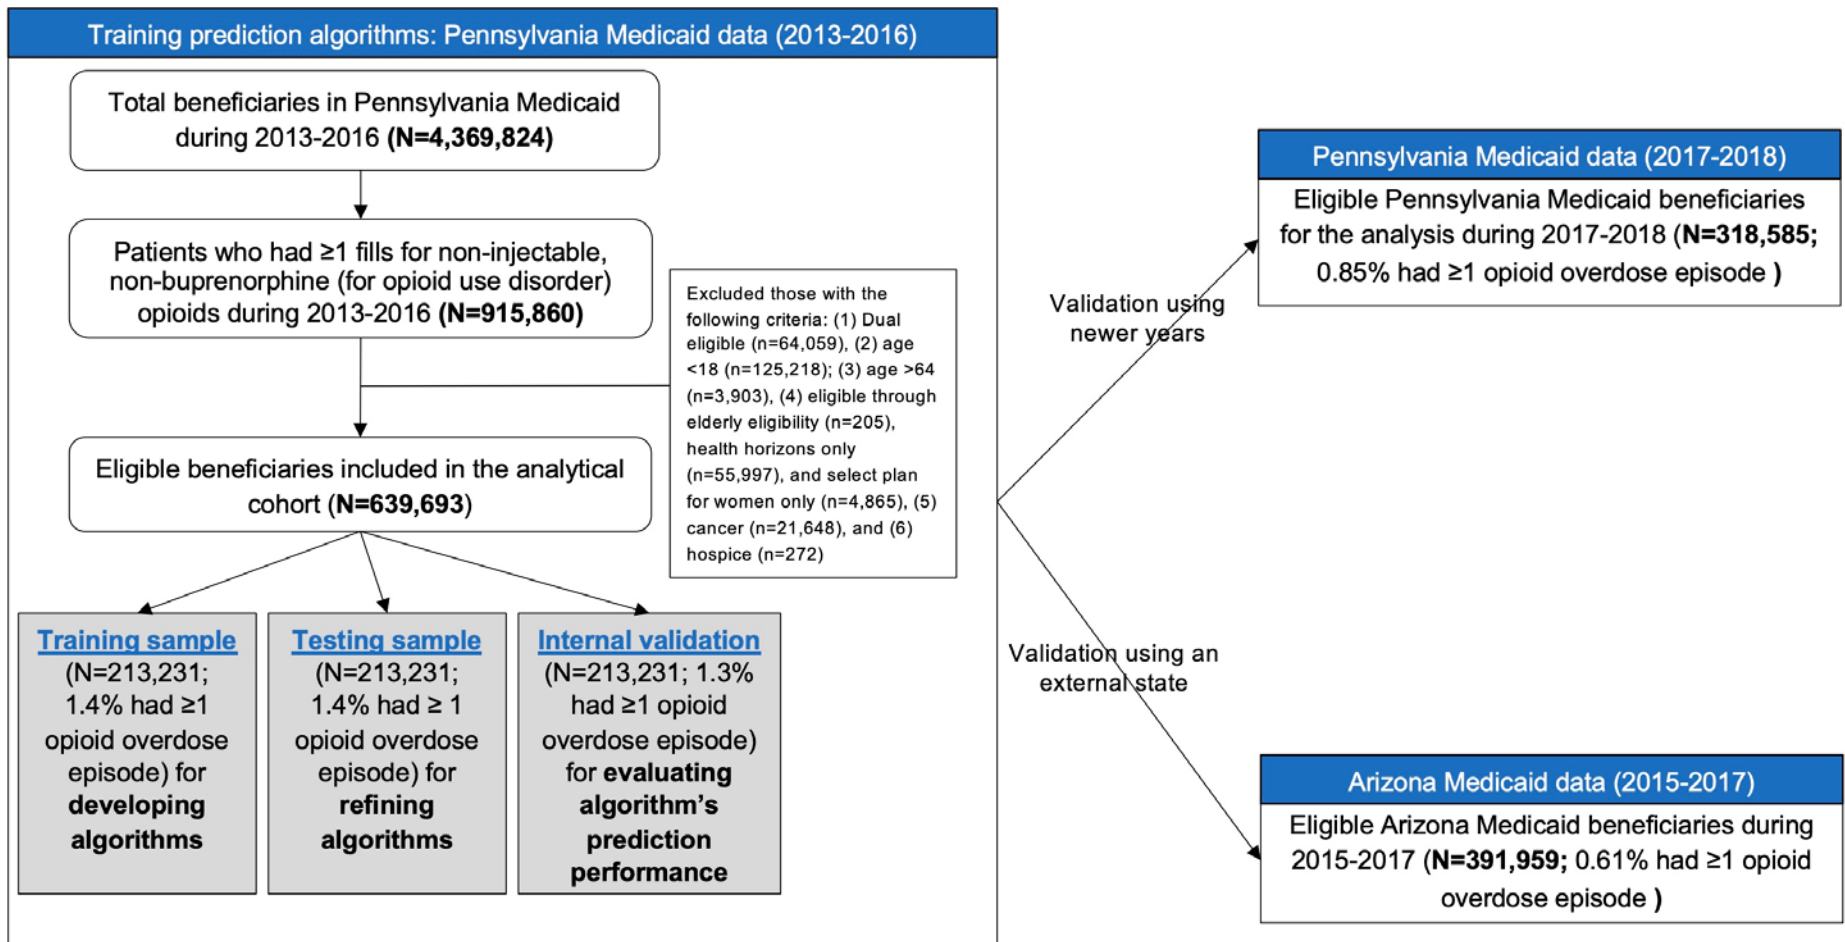 Training prediction algorithms: Pennsylvania Medicaid data (2013-2016)
Total beneficiaries in Pennsylvania Medicaid
during 2013-2016 (N=4,369,824)
Patients who had ≥1 fills for non-injectable,
non-buprenorphine (for opioid use disorder)
opioids during 2013-2016 (N=915,860)
Excluded those with the
following criteria: (1) Dual
eligible (n=64,059), (2) age
<18 (n=125,218); (3) age >64
(n=3,903), (4) eligible through
elderly eligibility (n=205),
health horizons only
(n=55,997), and select plan
for women only (n=4,865), (5)
cancer (n=21,648), and (6)
hospice (n=272)
Eligible beneficiaries included in the analytical
cohort (N=639,693)
Training sample
(N=213,231;
1.4% had ≥1
opioid overdose
episode) for
developing
algorithms
Testing sample
(N=213,231;
1.4% had ≥ 1
opioid overdose
episode) for
refining
algorithms
Internal validation
(N=213,231; 1.3%
had ≥1 opioid
overdose episode)
for evaluating
algorithm's
prediction
performance
Validation using
newer years
Pennsylvania Medicaid data (2017-2018)
Eligible Pennsylvania Medicaid beneficiaries
for the analysis during 2017-2018 (N=318,585;
0.85% had ≥1 opioid overdose episode )
Validation using an
external state
Arizona Medicaid data (2015-2017)
Eligible Arizona Medicaid beneficiaries during
2015-2017 (N=391,959; 0.61% had ≥1 opioid
overdose episode )